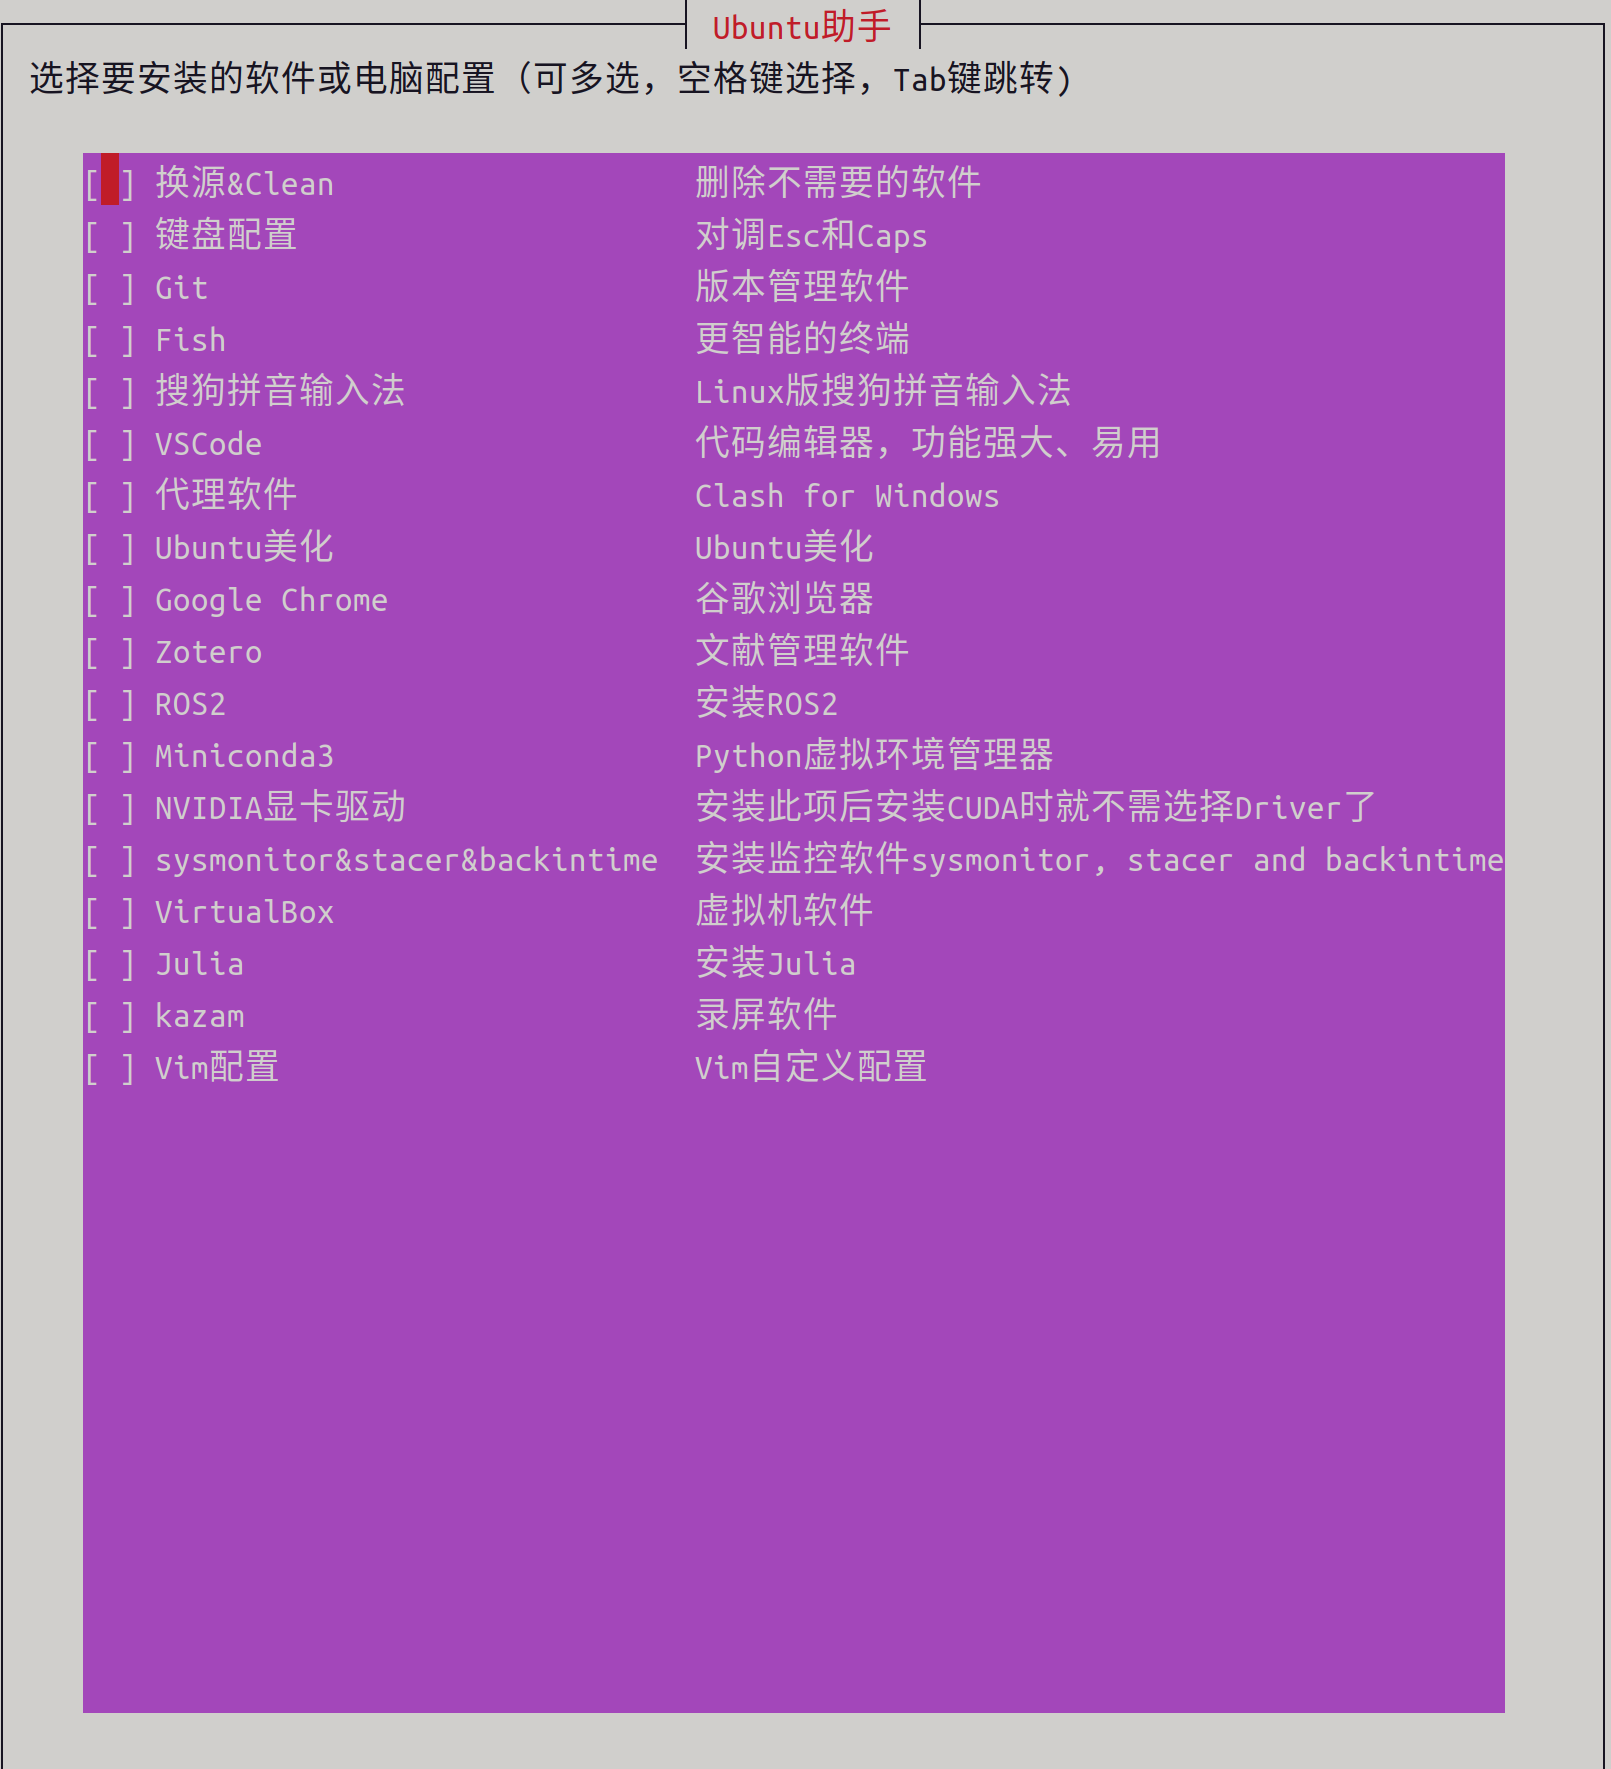 Ubuntu助手
选择要安装的软件或电脑配置（可多选，空格键选择，Tab键跳转）
[ ] 换源&Clean 删除不需要的软件
[ ] 键盘配置 对调Esc和Caps
[ ] Git 版本管理软件
[ ] Fish 更智能的终端
[ ] 搜狗拼音输入法 Linux版搜狗拼音输入法
[ ] VSCode 代码编辑器，功能强大、易用
[ ] 代理软件 Clash for Windows
[ ] Ubuntu美化 Ubuntu美化
[ ] Google Chrome 谷歌浏览器
[ ] Zotero 文献管理软件
[ ] ROS2 安装ROS2
[ ] Miniconda3 Python虚拟环境管理器
[ ] NVIDIA显卡驱动 安装此项后安装CUDA时就不需选择Driver了
[ ] sysmonitor&stacer&backintime 安装监控软件sysmonitor, stacer and backintime
[ ] VirtualBox 虚拟机软件
[ ] Julia 安装Julia
[ ] kazam 录屏软件
[ ] Vim配置 Vim自定义配置